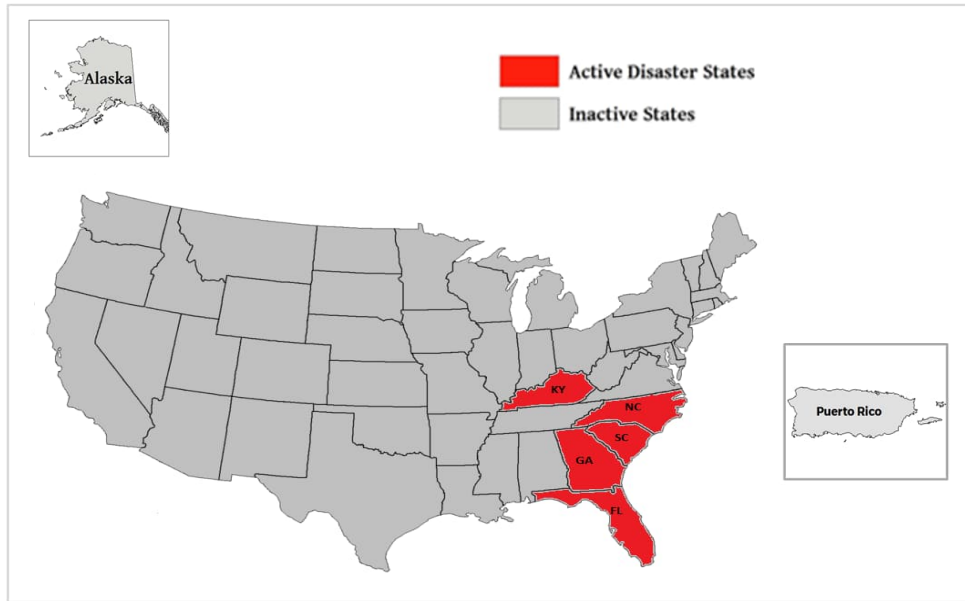 Alaska
Active Disaster States
Inactive States
KY
NC
SC
GA
FL
Puerto Rico